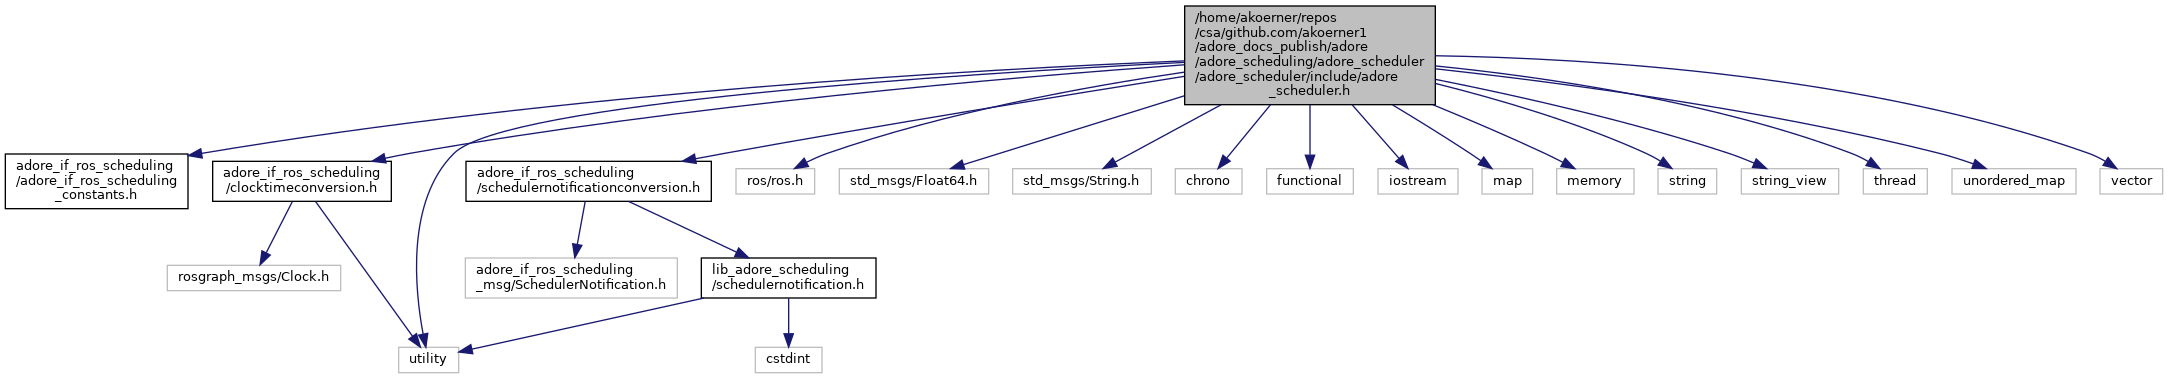 /home/akoerner/repos
/csa/github.com/akoerner1
/adore_docs_publish/adore
/adore_scheduling/adore_scheduler
/adore_scheduler/include/adore
_scheduler.h
adore_if_ros_scheduling
/adore_if_ros_scheduling
_constants.h
adore_if_ros_scheduling
/clocktimeconversion.h
adore_if_ros_scheduling
/schedulernotificationconversion.h
ros/ros.h
std_msgs/Float64.h
std_msgs/String.h
chrono
functional
iostream
map
memory
string
string_view
thread
unordered_map
vector
rosgraph_msgs/Clock.h
adore_if_ros_scheduling
_msg/SchedulerNotification.h
lib_adore_scheduling
/schedulernotification.h
utility
cstdint